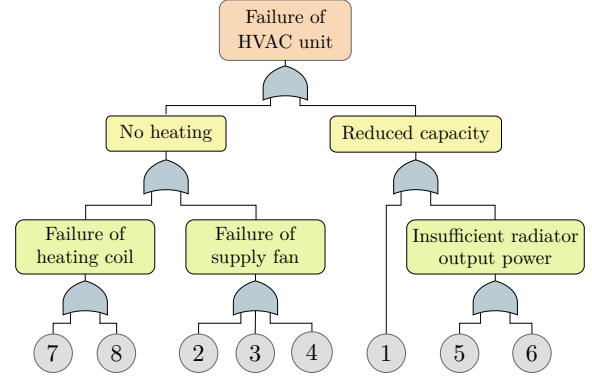 Failure of
HVAC unit
No heating
Reduced capacity
Failure of
heating coil
Failure of
supply fan
Insufficient radiator
output power
7
8
2
3
4
1
5
6